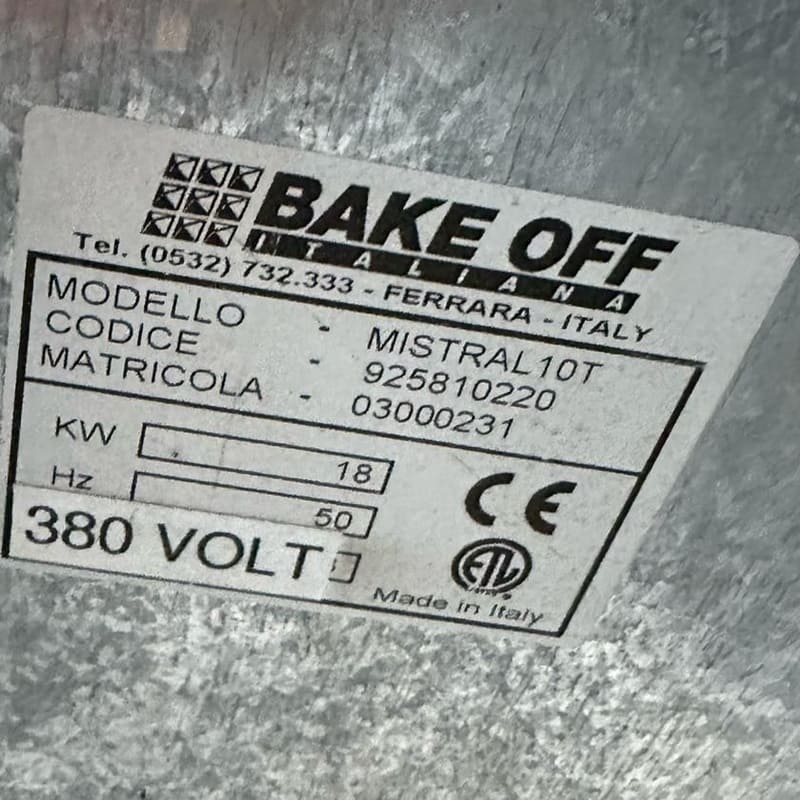 BAKE OFF
ITALIANA
Tel. (0532) 732.333 - FERRARA - ITALY
MODELLO - MISTRAL10T
CODICE - 925810220
MATRICOLA - 03000231
KW 18
Hz 50
380 VOLT
CE
ETL
Made in Italy